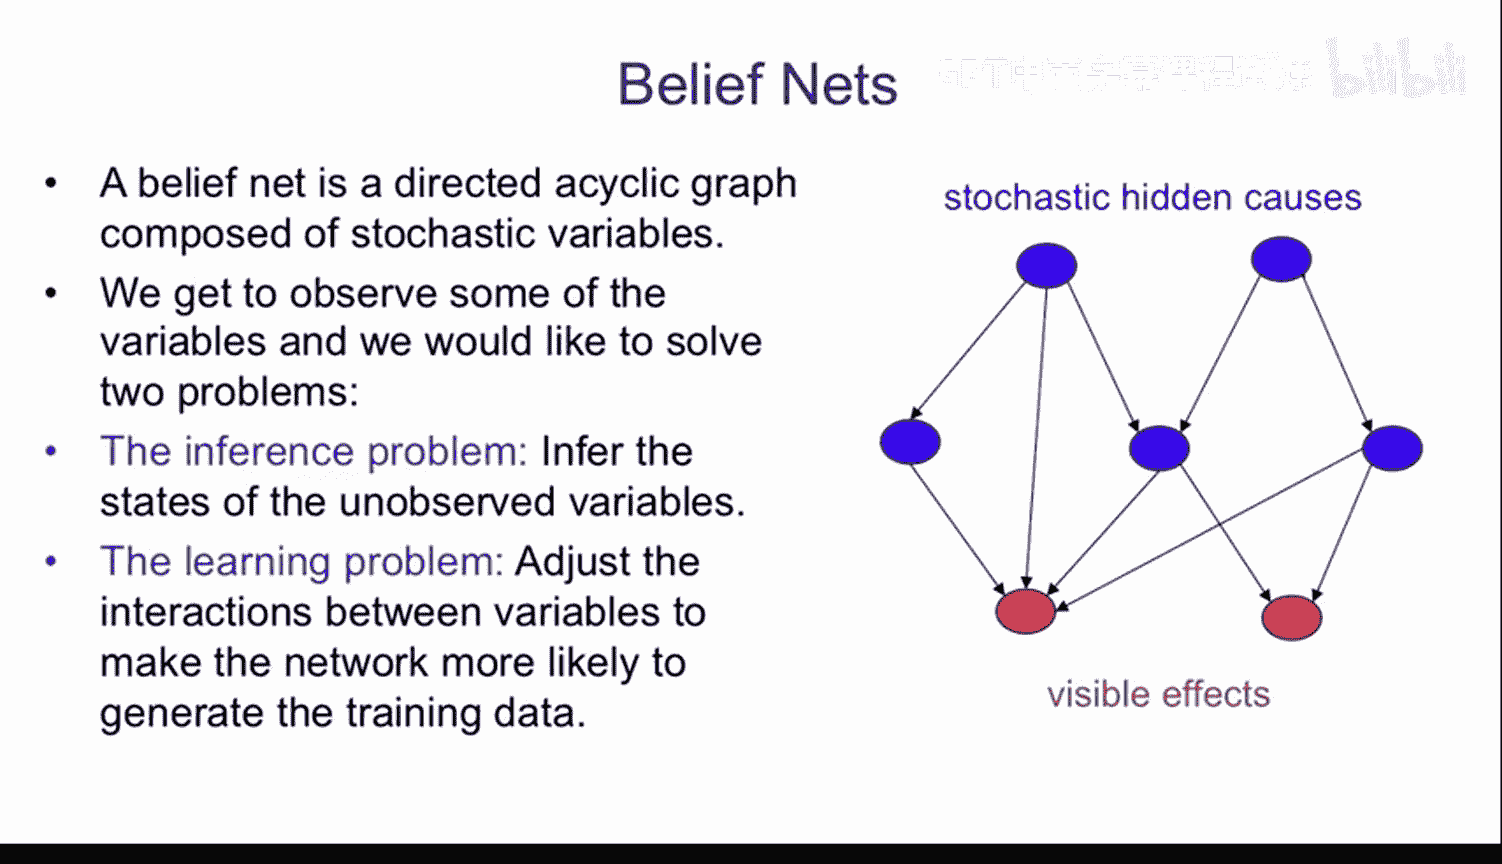 Belief Nets
bilibili
• A belief net is a directed acyclic graph
composed of stochastic variables.
• We get to observe some of the
variables and we would like to solve
two problems:
• The inference problem: Infer the
states of the unobserved variables.
• The learning problem: Adjust the
interactions between variables to
make the network more likely to
generate the training data.
stochastic hidden causes
visible effects